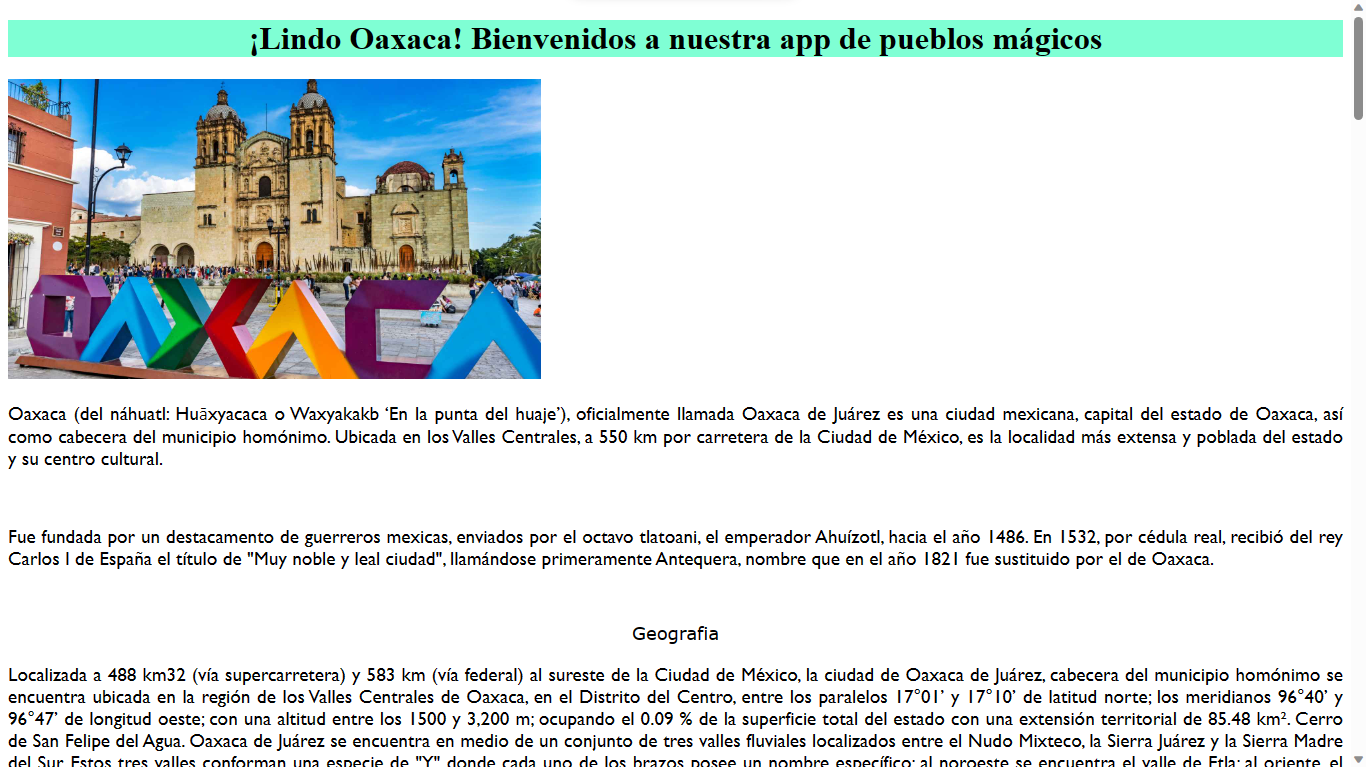 ¡Lindo Oaxaca! Bienvenidos a nuestra app de pueblos mágicos
OAXACA
Oaxaca (del náhuatl: Huāxyacaca o Waxyakakb ‘En la punta del huaje’), oficialmente llamada Oaxaca de Juárez es una ciudad mexicana, capital del estado de Oaxaca, así
como cabecera del municipio homónimo. Ubicada en los Valles Centrales, a 550 km por carretera de la Ciudad de México, es la localidad más extensa y poblada del estado
y su centro cultural.
Fue fundada por un destacamento de guerreros mexicas, enviados por el octavo tlatoani, el emperador Ahuízotl, hacia el año 1486. En 1532, por cédula real, recibió del rey
Carlos I de España el título de "Muy noble y leal ciudad", llamándose primeramente Antequera, nombre que en el año 1821 fue sustituido por el de Oaxaca.
Geografia
Localizada a 488 km32 (vía supercarretera) y 583 km (vía federal) al sureste de la Ciudad de México, la ciudad de Oaxaca de Juárez, cabecera del municipio homónimo se
encuentra ubicada en la región de los Valles Centrales de Oaxaca, en el Distrito del Centro, entre los paralelos 17°01’ y 17°10’ de latitud norte; los meridianos 96°40’ y
96°47’ de longitud oeste; con una altitud entre los 1500 y 3,200 m; ocupando el 0.09 % de la superficie total del estado con una extensión territorial de 85.48 km². Cerro
de San Felipe del Agua. Oaxaca de Juárez se encuentra en medio de un conjunto de tres valles fluviales localizados entre el Nudo Mixteco, la Sierra Juárez y la Sierra Madre
del Sur. Estos tres valles conforman una especie de "Y" donde cada uno de los brazos posee un nombre específico: al noroeste se encuentra el valle de Etla; al oriente, el